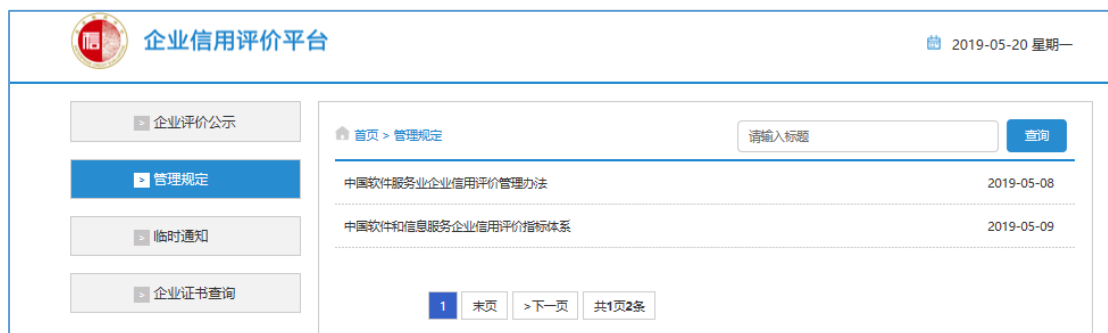 信
企业信用评价平台
2019-05-20 星期一
> 企业评价公示
> 管理规定
> 临时通知
> 企业证书查询
首页 > 管理规定
请输入标题
查询
中国软件服务业企业信用评价管理办法 2019-05-08
中国软件和信息服务企业信用评价指标体系 2019-05-09
1 末页 >下一页 共1页2条